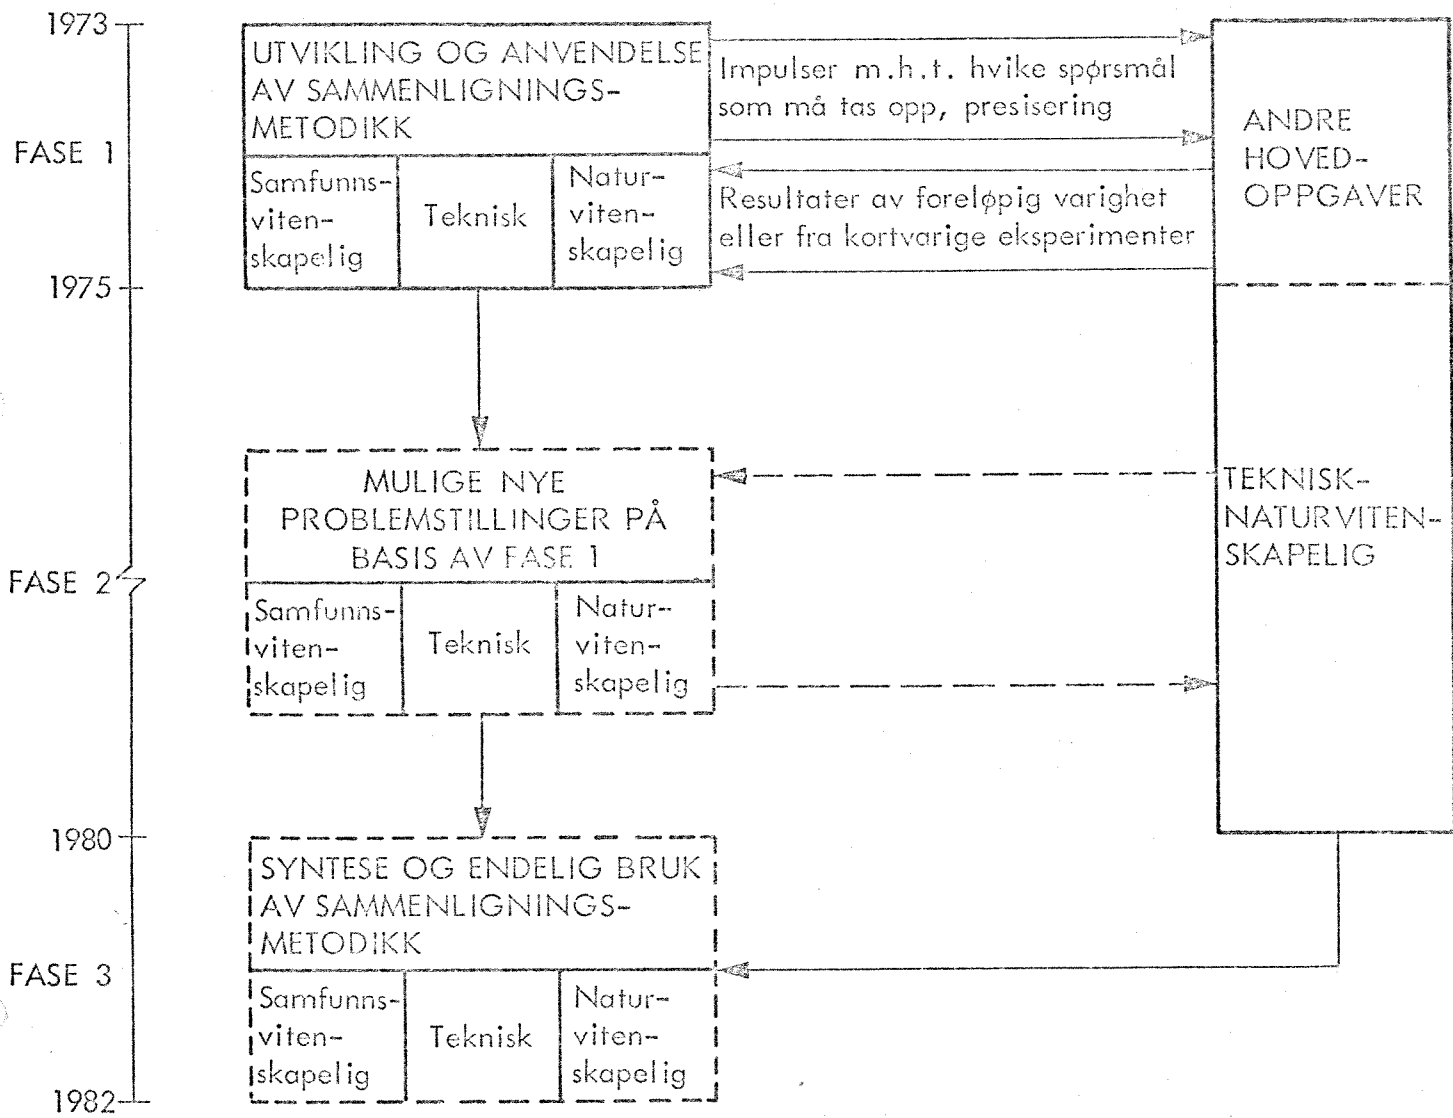 1973
UTVIKLING OG ANVENDELSE
AV SAMMENLIGNINGS-
METODIKK
Impulser m.h.t. hvike spørsmål
som må tas opp, presisering
ANDRE
HOVED-
OPPGAVER
FASE 1
Samfunns-
viten-
skapelig
Teknisk
Natur-
viten-
skapelig
Resultater av foreløpig varighet
eller fra kortvarige eksperimenter
1975
MULIGE NYE
PROBLEMSTILLINGER PÅ
BASIS AV FASE 1
TEKNISK-
NATURVITEN-
SKAPELIG
FASE 2
Samfunns-
viten-
skapelig
Teknisk
Natur-
viten-
skapelig
1980
SYNTESE OG ENDELIG BRUK
AV SAMMENLIGNINGS-
METODIKK
FASE 3
Samfunns-
viten-
skapelig
Teknisk
Natur-
viten-
skapelig
1982